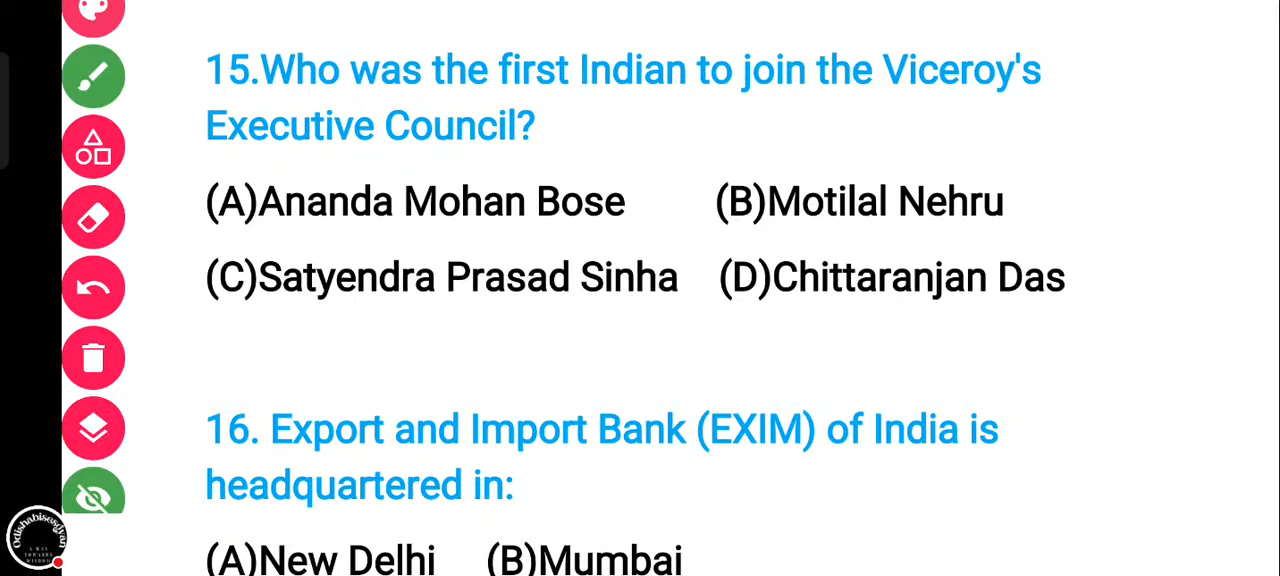 15.Who was the first Indian to join the Viceroy's
Executive Council?
(A)Ananda Mohan Bose (B)Motilal Nehru
(C)Satyendra Prasad Sinha (D)Chittaranjan Das
16. Export and Import Bank (EXIM) of India is
headquartered in:
(A)New Delhi (B)Mumbai